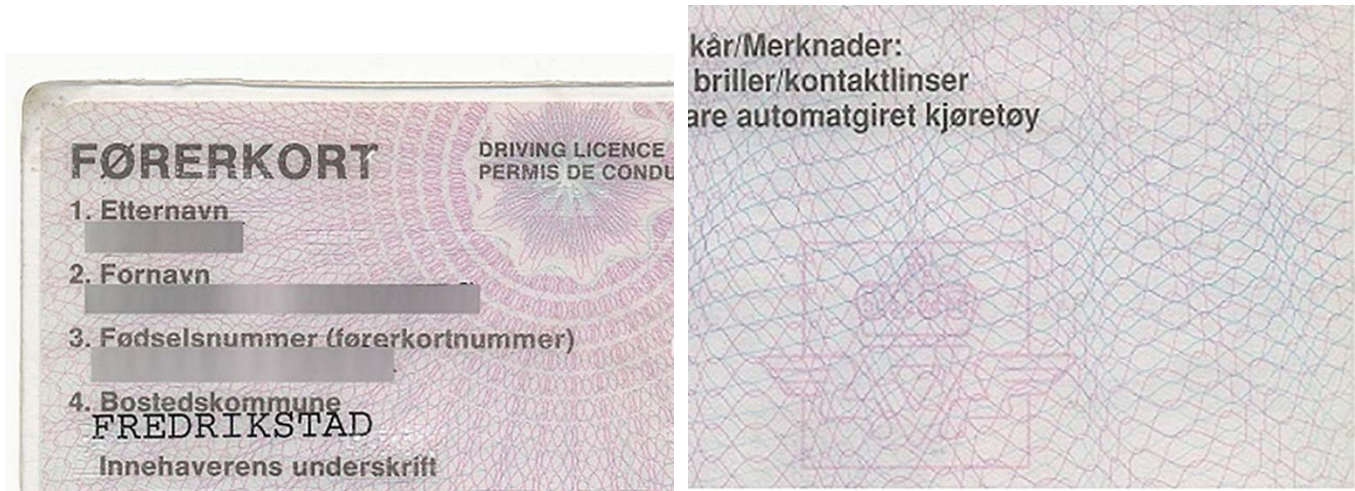 FØRERKORT
DRIVING LICENCE
PERMIS DE CONDU
1. Etternavn
2. Fornavn
3. Fødselsnummer (førerkortnummer)
4. Bostedskommune
FREDRIKSTAD
Innehaverens underskrift
kår/Merknader:
briller/kontaktlinser
are automatgiret kjøretøy